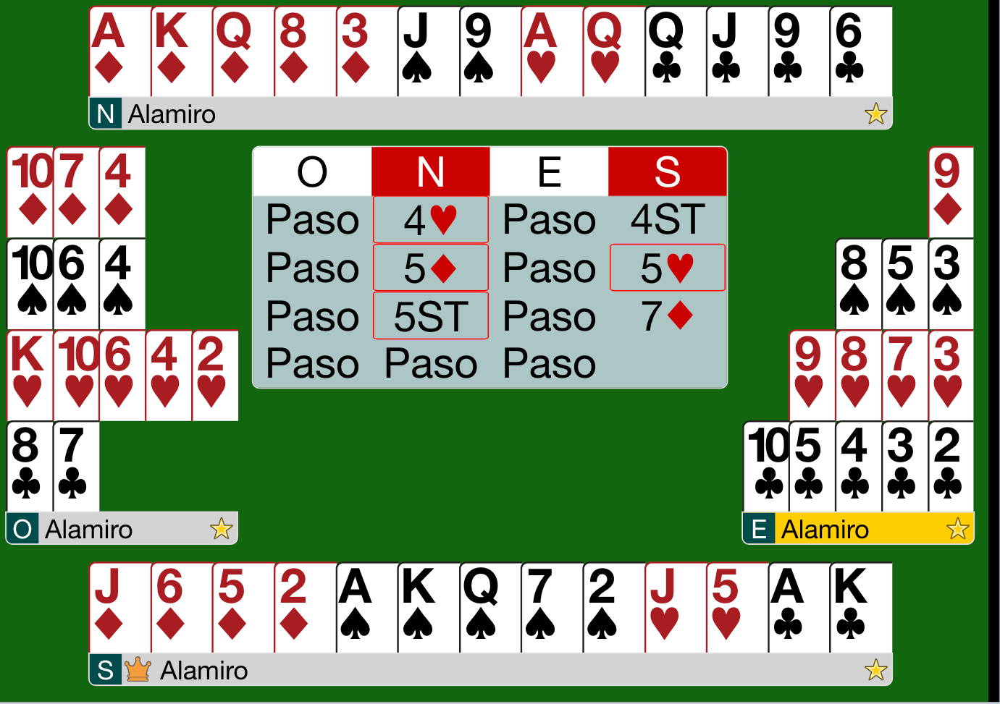 A♦ K♦ Q♦ 8♦ 3♦ J♠ 9♠ A♥ Q♥ Q♣ J♣ 9♣ 6♣
N Alamiro
10♦ 7♦ 4♦
10♠ 6♠ 4♠
K♥ 10♥ 6♥ 4♥ 2♥
8♣ 7♣
O Alamiro
O N E S
Paso 4♥ Paso 4ST
Paso 5♦ Paso 5♥
Paso 5ST Paso 7♦
Paso Paso Paso
9♦
8♠ 5♠ 3♠
9♥ 8♥ 7♥ 3♥
10♣ 5♣ 4♣ 3♣ 2♣
E Alamiro
J♦ 6♦ 5♦ 2♦ A♠ K♠ Q♠ 7♠ 2♠ J♥ 5♥ A♣ K♣
S Alamiro